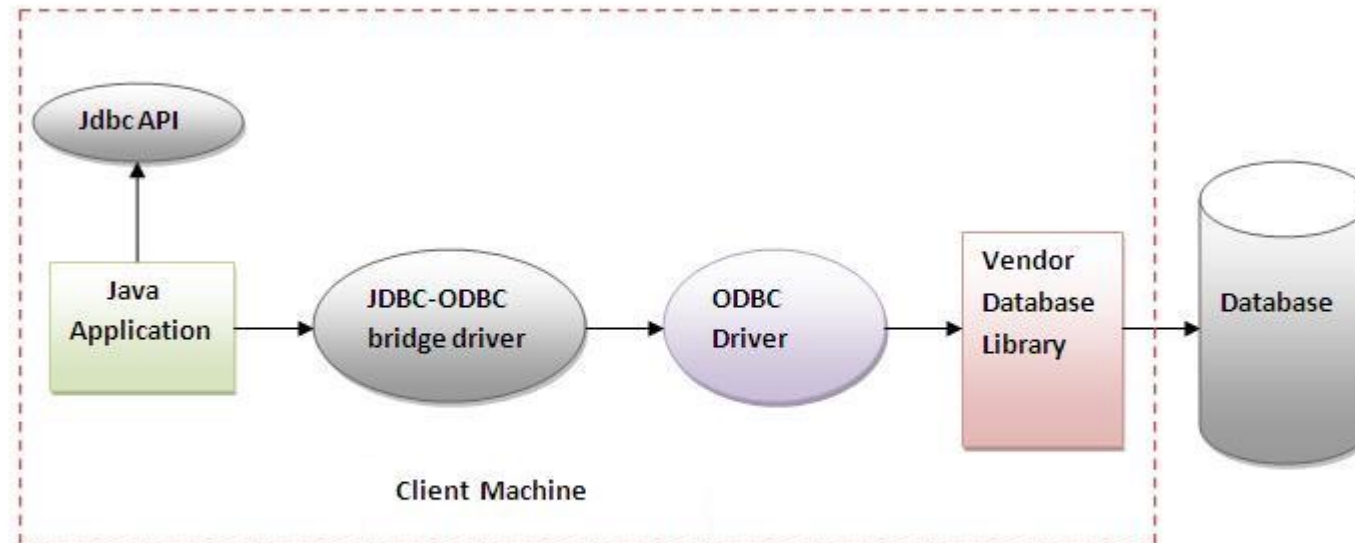 Jdbc API
Java
Application
JDBC-ODBC
bridge driver
ODBC
Driver
Vendor
Database
Library
Database
Client Machine